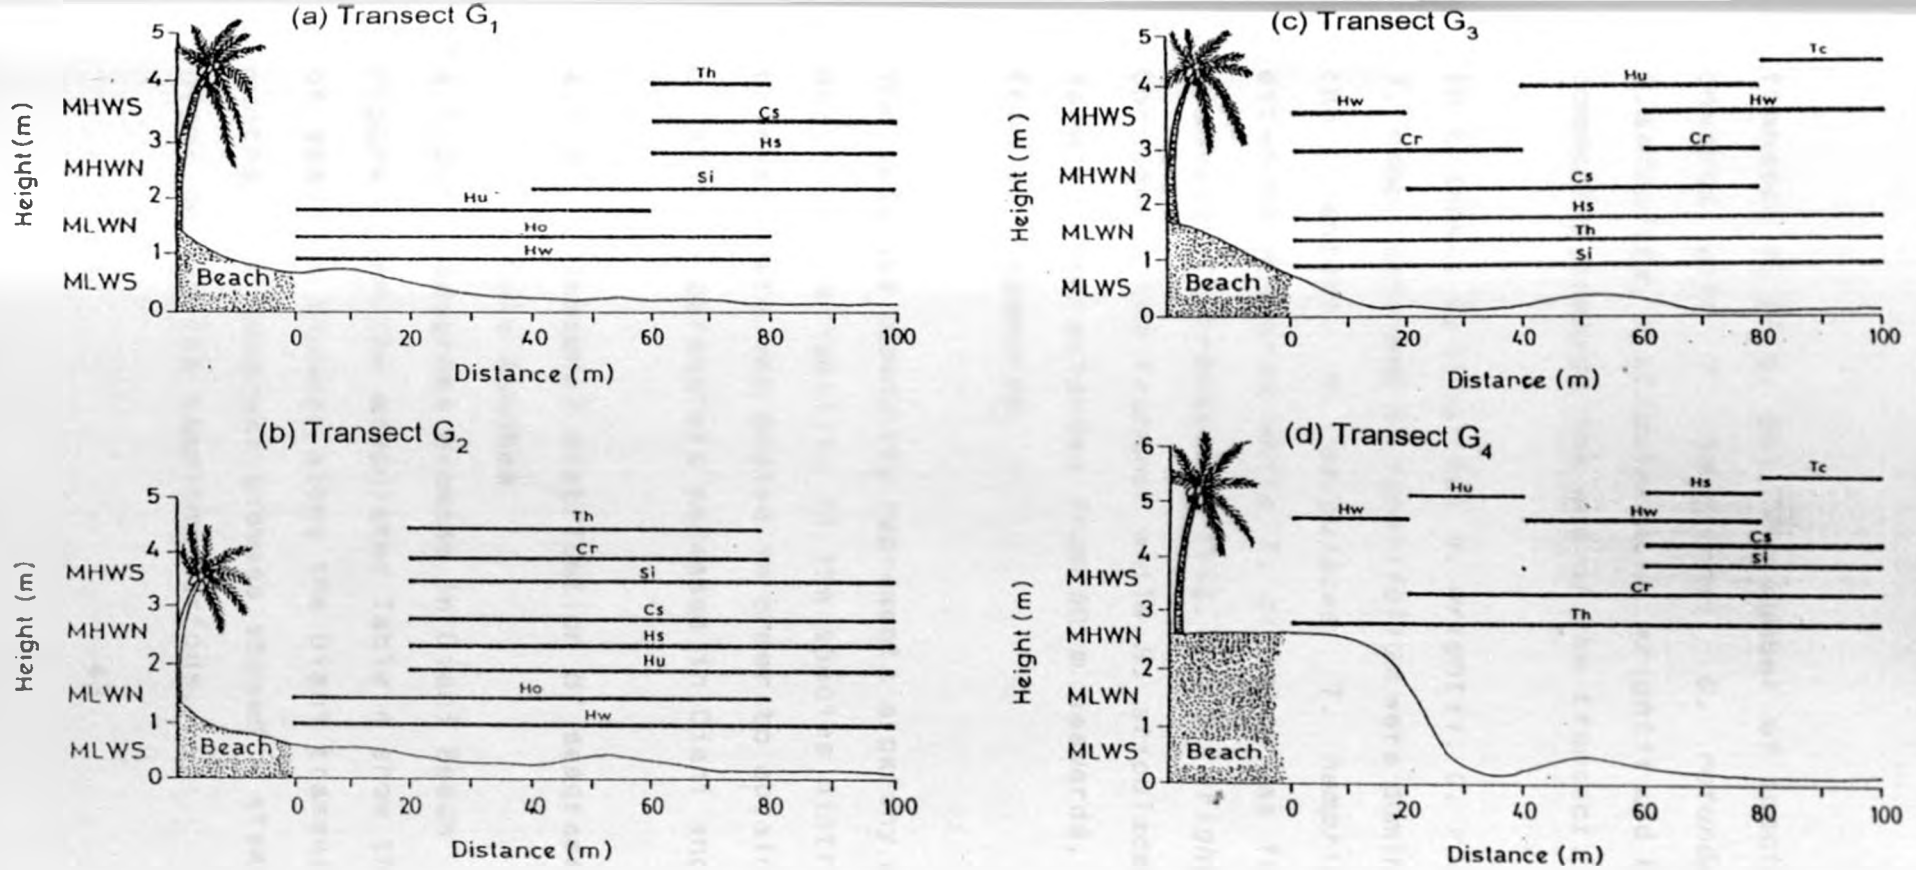 (a) Transect G1
5
4
3
2
1
0
MHWS
MHWN
MLWN
MLWS
Height (m)
Th
Cs
Hs
Si
Hu
Ho
Hw
Beach
0 20 40 60 80 100
Distance (m)
(b) Transect G2
5
4
3
2
1
0
MHWS
MHWN
MLWN
MLWS
Height (m)
Th
Cr
Si
Cs
Hs
Hu
Ho
Hw
Beach
0 20 40 60 80 100
Distance (m)
(c) Transect G3
5
4
3
2
1
0
MHWS
MHWN
MLWN
MLWS
Height (m)
Tc
Hu
Hw Hw
Cr Cr
Cs
Hs
Th
Si
Beach
0 20 40 60 80 100
Distance (m)
(d) Transect G4
6
5
4
3
2
1
0
MHWS
MHWN
MLWN
MLWS
Height (m)
Tc
Hs
Hu
Hw Hw
Cs
Si
Cr
Th
Beach
0 20 40 60 80 100
Distance (m)